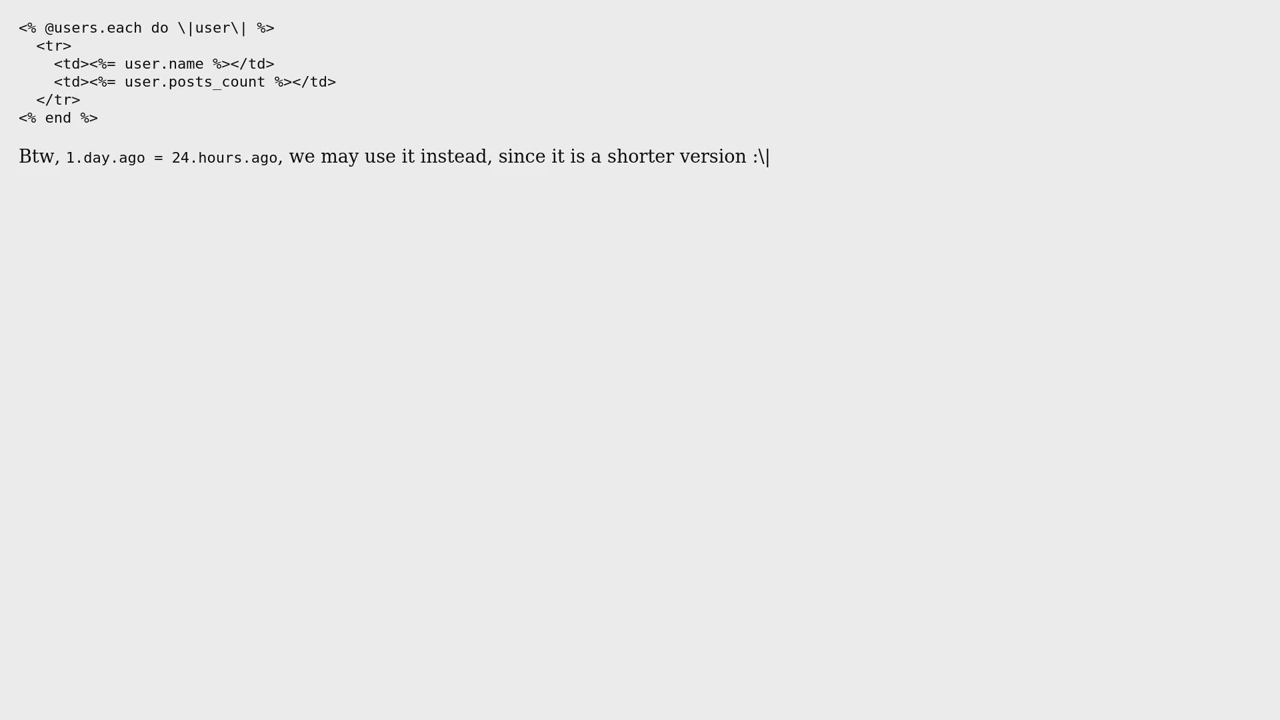 <% @users.each do \|user\| %>
  <tr>
    <td><%= user.name %></td>
    <td><%= user.posts_count %></td>
  </tr>
<% end %>
Btw, 1.day.ago = 24.hours.ago, we may use it instead, since it is a shorter version :\|